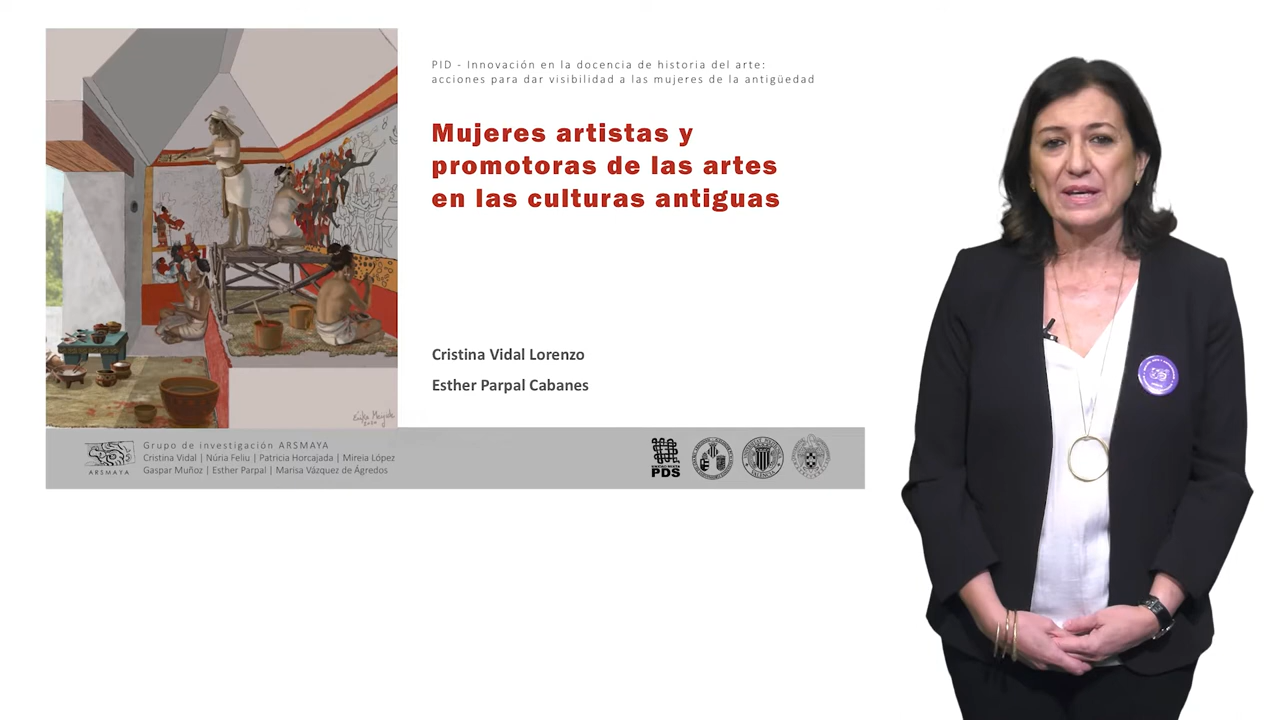 PID - Innovación en la docencia de historia del arte:
acciones para dar visibilidad a las mujeres de la antigüedad
Mujeres artistas y
promotoras de las artes
en las culturas antiguas
Cristina Vidal Lorenzo
Esther Parpal Cabanes
ARSMAYA
Grupo de investigación ARSMAYA
Cristina Vidal | Núria Feliu | Patricia Horcajada | Mireia López
Gaspar Muñoz | Esther Parpal | Marisa Vázquez de Ágredos
PDS